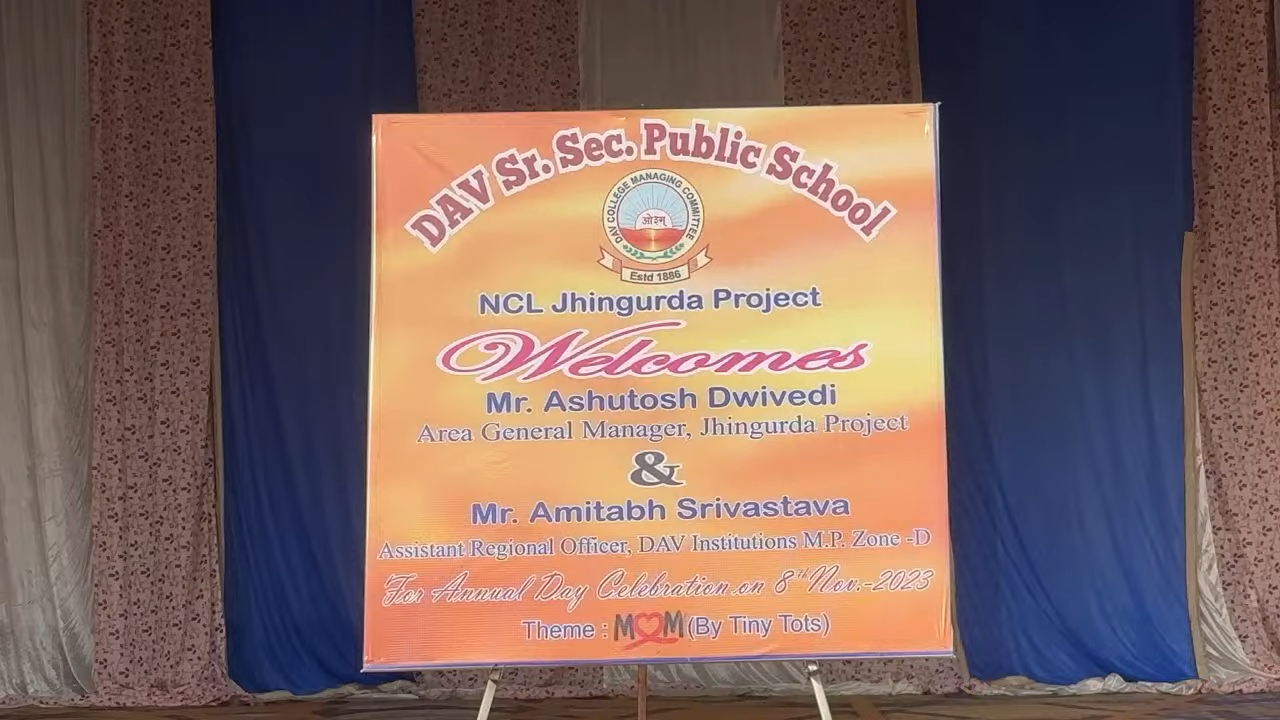 DAV Sr. Sec. Public School
DAV COLLEGE MANAGING COMMITTEE
ओ३म्
Estd 1886
NCL Jhingurda Project
Welcomes
Mr. Ashutosh Dwivedi
Area General Manager, Jhingurda Project
&
Mr. Amitabh Srivastava
Assistant Regional Officer, DAV Institutions M.P. Zone -D
For Annual Day Celebration on 8th Nov.-2023
Theme : MOM (By Tiny Tots)